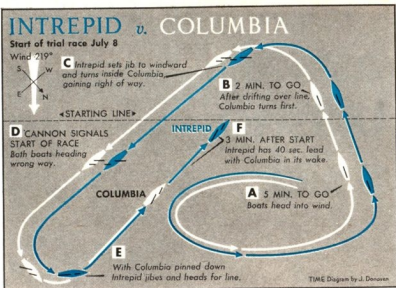 INTREPID v. COLUMBIA
Start of trial race July 8
Wind 219°
S W
E N
C Intrepid sets jib to windward
and turns inside Columbia,
gaining right of way.
B 2 MIN. TO GO
After drifting over line,
Columbia turns first.
◄STARTING LINE►
D CANNON SIGNALS
START OF RACE
Both boats heading
wrong way.
INTREPID
F
3 MIN. AFTER START
Intrepid has 40 sec. lead
with Columbia in its wake.
COLUMBIA
A 5 MIN. TO GO
Boats head into wind.
E
With Columbia pinned down
Intrepid jibes and heads for line.
TIME Diagram by J. Donovan